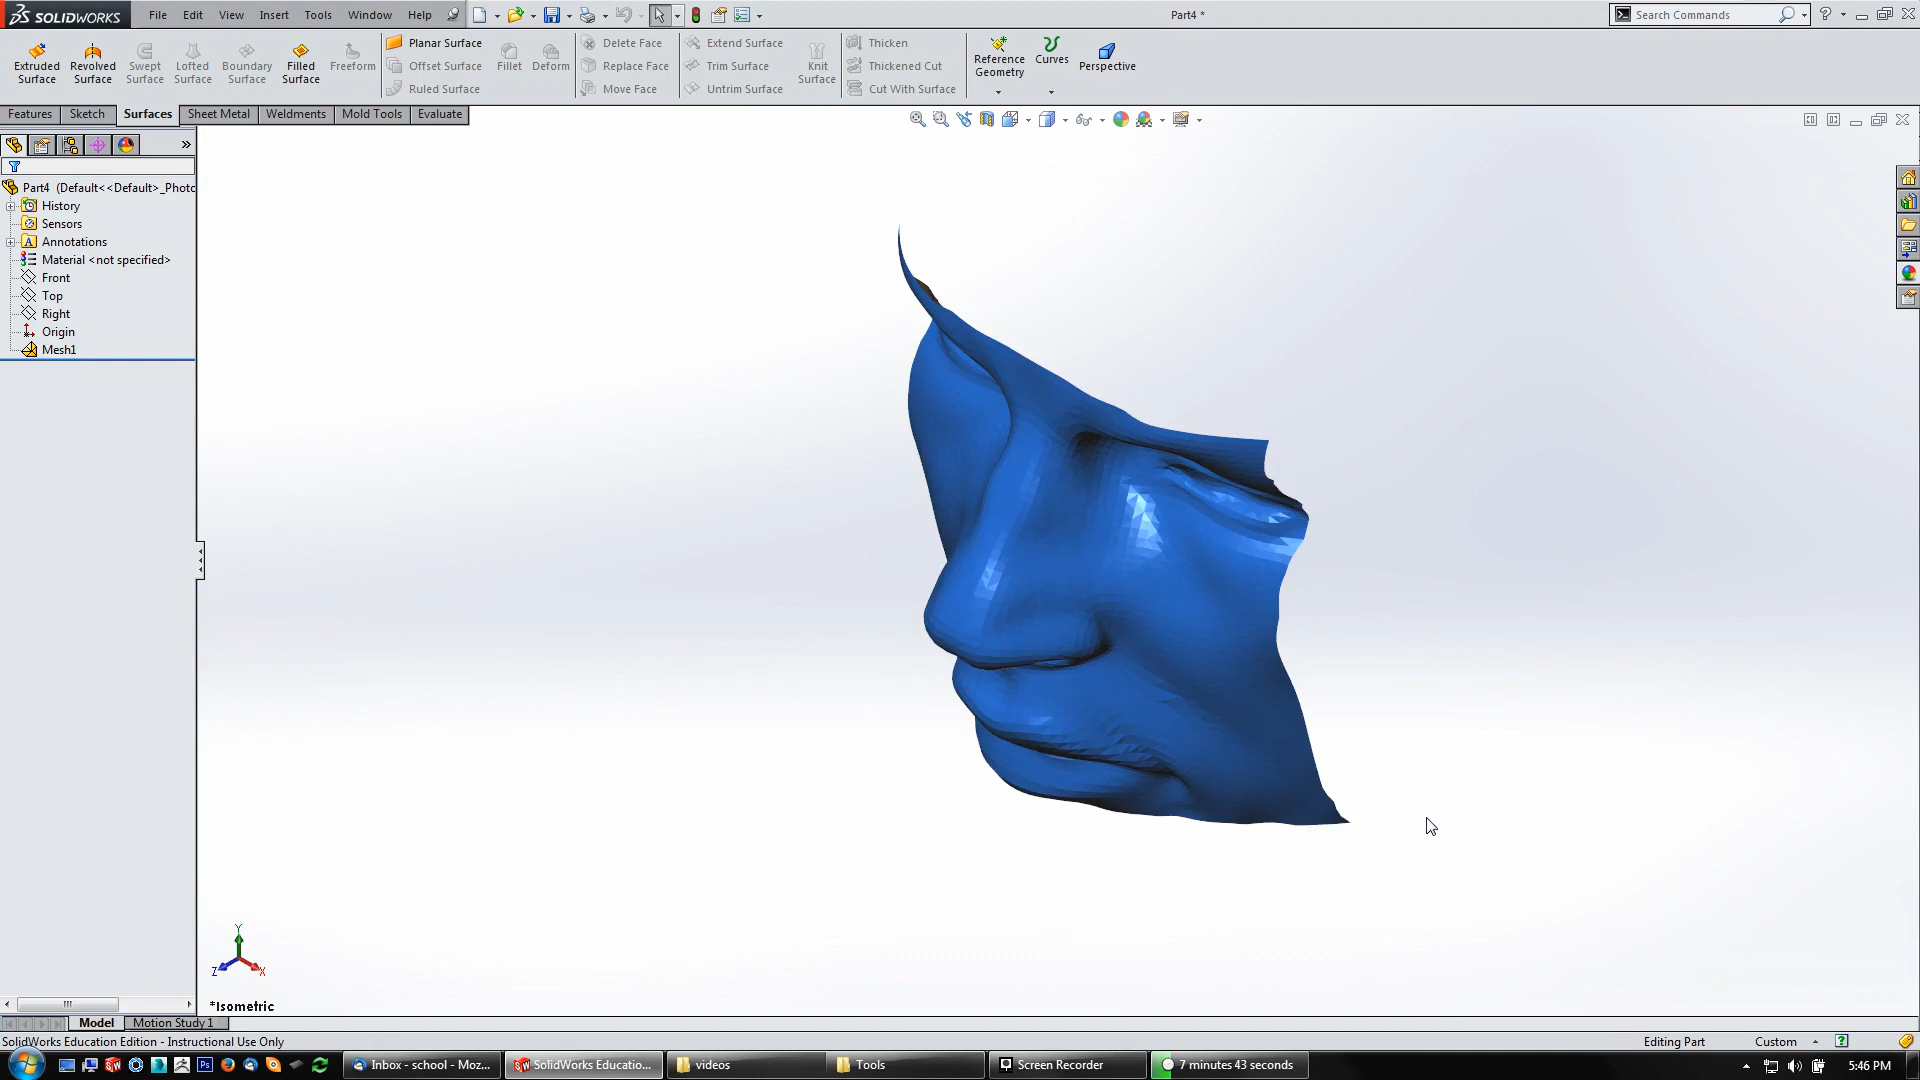 SOLIDWORKS File Edit View Insert Tools Window Help Part4 * Search Commands
Extruded Surface Revolved Surface Swept Surface Lofted Surface Boundary Surface Filled Surface Freeform
Planar Surface
Offset Surface
Ruled Surface
Fillet Deform
Delete Face
Replace Face
Move Face
Extend Surface
Trim Surface
Untrim Surface
Knit Surface
Thicken
Thickened Cut
Cut With Surface
Reference Geometry Curves Perspective
Features Sketch Surfaces Sheet Metal Weldments Mold Tools Evaluate
Part4 (Default<<Default>_Photo
History
Sensors
Annotations
Material <not specified>
Front
Top
Right
Origin
Mesh1
Y
Z X
*Isometric
Model Motion Study 1
SolidWorks Education Edition - Instructional Use Only Editing Part Custom
Inbox - school - Moz... SolidWorks Educatio... videos Tools Screen Recorder 7 minutes 43 seconds 5:46 PM